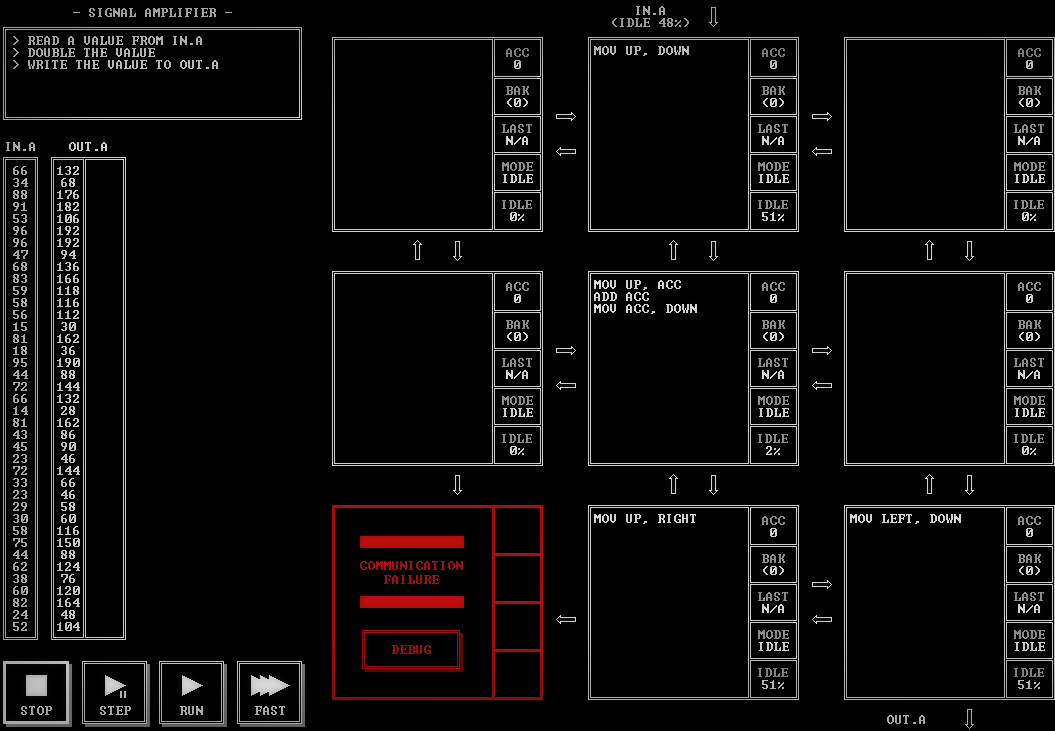 - SIGNAL AMPLIFIER -
> READ A VALUE FROM IN.A
> DOUBLE THE VALUE
> WRITE THE VALUE TO OUT.A
IN.A OUT.A
66 132
34 68
88 176
91 182
53 106
96 192
96 192
47 94
68 136
83 166
59 118
58 116
56 112
15 30
81 162
18 36
95 190
44 88
72 144
66 132
14 28
81 162
43 86
45 90
23 46
72 144
33 66
23 46
29 58
30 60
58 116
75 150
44 88
62 124
38 76
60 120
82 164
24 48
52 104
STOP
STEP
RUN
FAST
IN.A
(IDLE 48%)
ACC
0
BAK
(0)
LAST
N/A
MODE
IDLE
IDLE
0%
MOV UP, DOWN
ACC
0
BAK
(0)
LAST
N/A
MODE
IDLE
IDLE
51%
ACC
0
BAK
(0)
LAST
N/A
MODE
IDLE
IDLE
0%
ACC
0
BAK
(0)
LAST
N/A
MODE
IDLE
IDLE
0%
MOV UP, ACC
ADD ACC
MOV ACC, DOWN
ACC
0
BAK
(0)
LAST
N/A
MODE
IDLE
IDLE
2%
ACC
0
BAK
(0)
LAST
N/A
MODE
IDLE
IDLE
0%
COMMUNICATION
FAILURE
DEBUG
MOV UP, RIGHT
ACC
0
BAK
(0)
LAST
N/A
MODE
IDLE
IDLE
51%
MOV LEFT, DOWN
ACC
0
BAK
(0)
LAST
N/A
MODE
IDLE
IDLE
51%
OUT.A